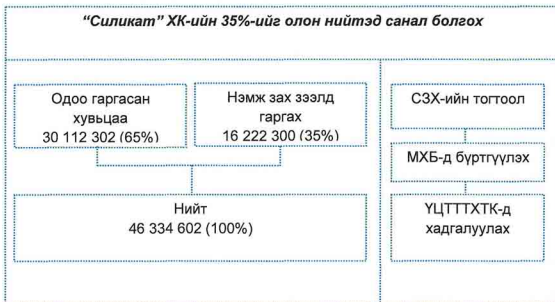 “Силикат” ХК-ийн 35%-ийг олон нийтэд санал болгох
Одоо гаргасан
хувьцаа
30 112 302 (65%)
Нэмж зах зээлд
гаргах
16 222 300 (35%)
Нийт
46 334 602 (100%)
СЗХ-ийн тогтоол
МХБ-д бүртгүүлэх
ҮЦТТТХТК-д
хадгалуулах